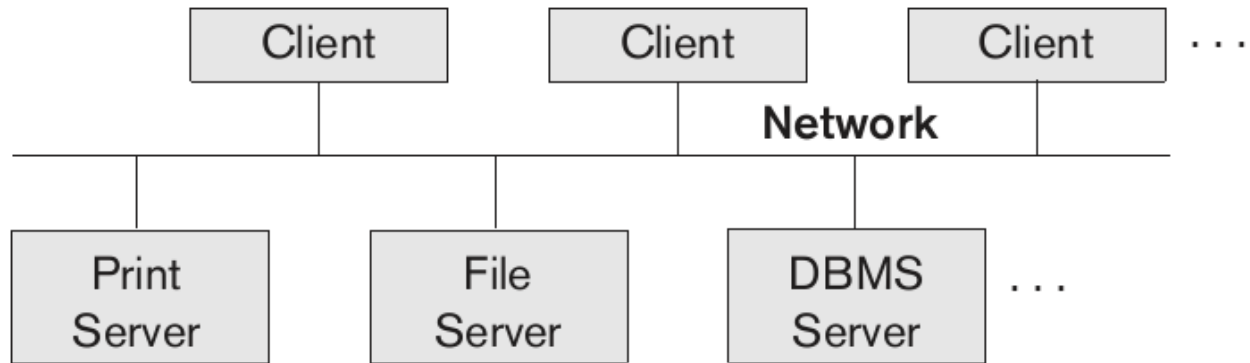 Client Client Client ...
Network
Print File DBMS ...
Server Server Server